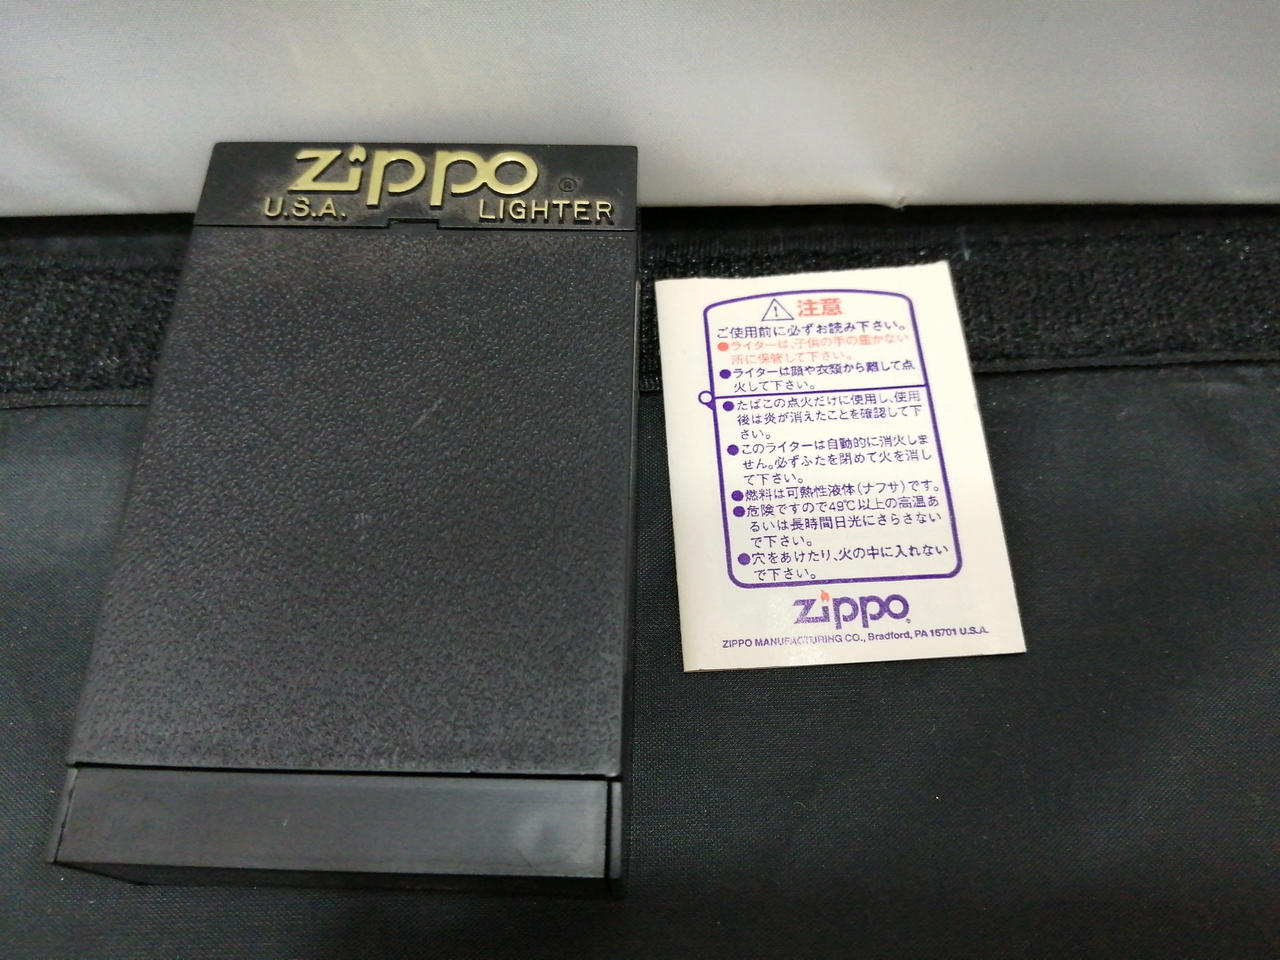 Zippo ®
U.S.A. LIGHTER
注意
ご使用前に必ずお読み下さい。
●ライターは、子供の手の届かない
所に保管して下さい。
●ライターは顔や衣類から離して点
火して下さい。
●たばこの点火だけに使用し、使用
後は炎が消えたことを確認して下
さい。
●このライターは自動的に消火しま
せん。必ずふたを閉めて火を消し
て下さい。
●燃料は可熱性液体(ナフサ)です。
●危険ですので49℃以上の高温あ
るいは長時間日光にさらさない
で下さい。
●穴をあけたり、火の中に入れない
で下さい。
Zippo®
ZIPPO MANUFACTURING CO., Bradford, PA 16701 U.S.A.